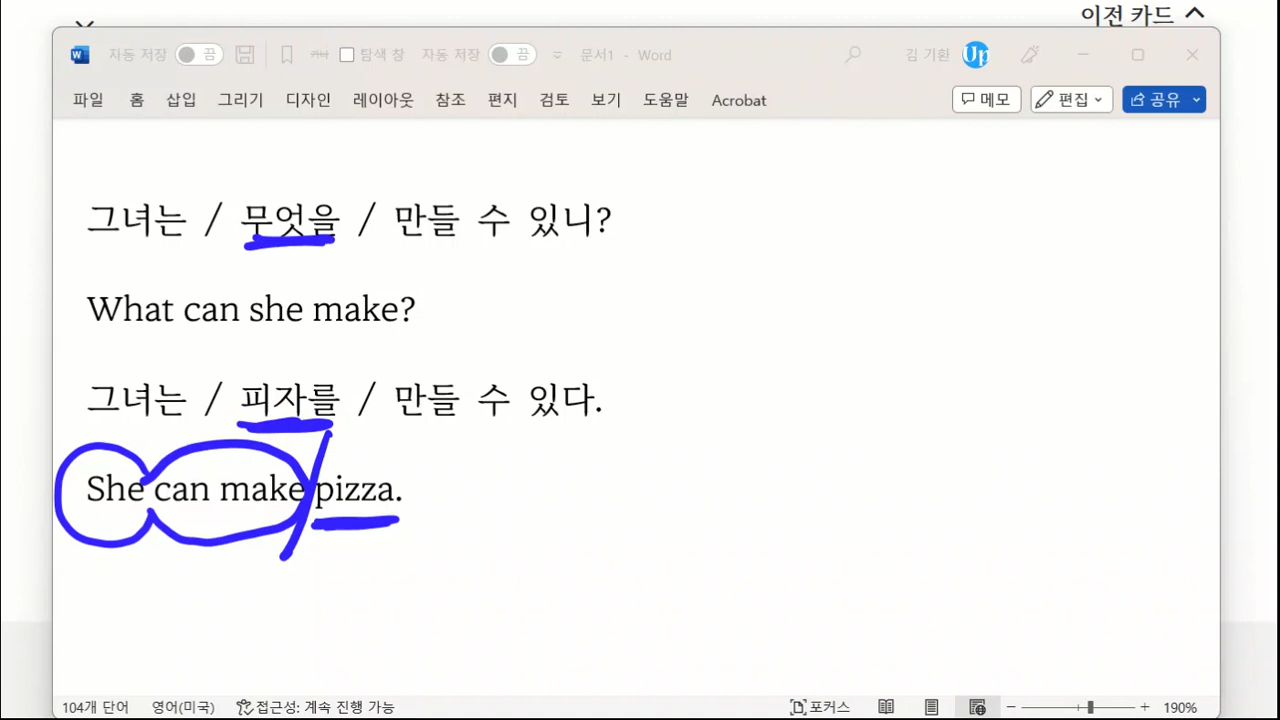 이전 카드
자동 저장 끔 탐색 창 자동 저장 끔 문서1 - Word 김 기환 Up
파일 홈 삽입 그리기 디자인 레이아웃 참조 편지 검토 보기 도움말 Acrobat 메모 편집 공유
그녀는 / 무엇을 / 만들 수 있니?
What can she make?
그녀는 / 피자를 / 만들 수 있다.
She can make pizza.
104개 단어 영어(미국) 접근성: 계속 진행 가능 포커스 190%